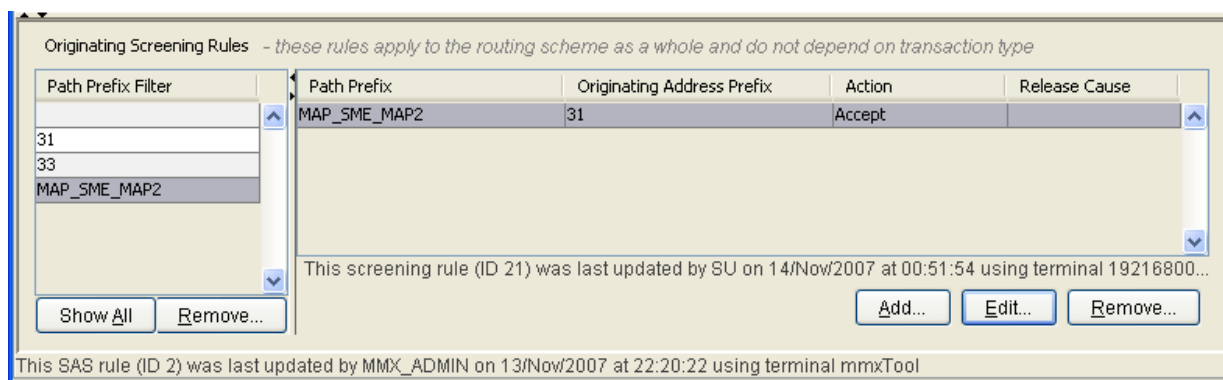 Originating Screening Rules - these rules apply to the routing scheme as a whole and do not depend on transaction type
Path Prefix Filter
31
33
MAP_SME_MAP2
Show All Remove...
Path Prefix Originating Address Prefix Action Release Cause
MAP_SME_MAP2 31 Accept
This screening rule (ID 21) was last updated by SU on 14/Nov/2007 at 00:51:54 using terminal 19216800...
Add... Edit... Remove...
This SAS rule (ID 2) was last updated by MMX_ADMIN on 13/Nov/2007 at 22:20:22 using terminal mmxTool